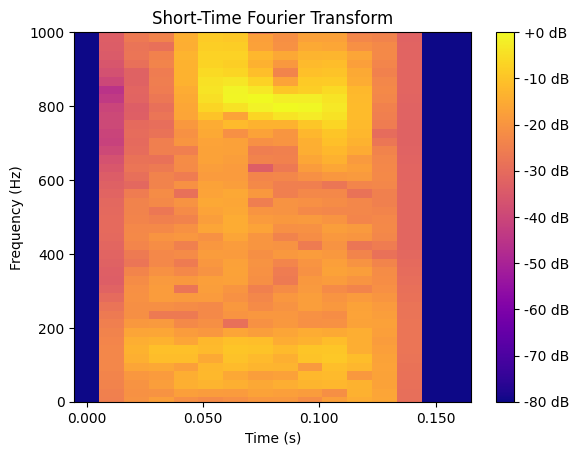 Short-Time Fourier Transform
Frequency (Hz)
1000
800
600
400
200
0
0.000
0.050
0.100
0.150
Time (s)
+0 dB
-10 dB
-20 dB
-30 dB
-40 dB
-50 dB
-60 dB
-70 dB
-80 dB